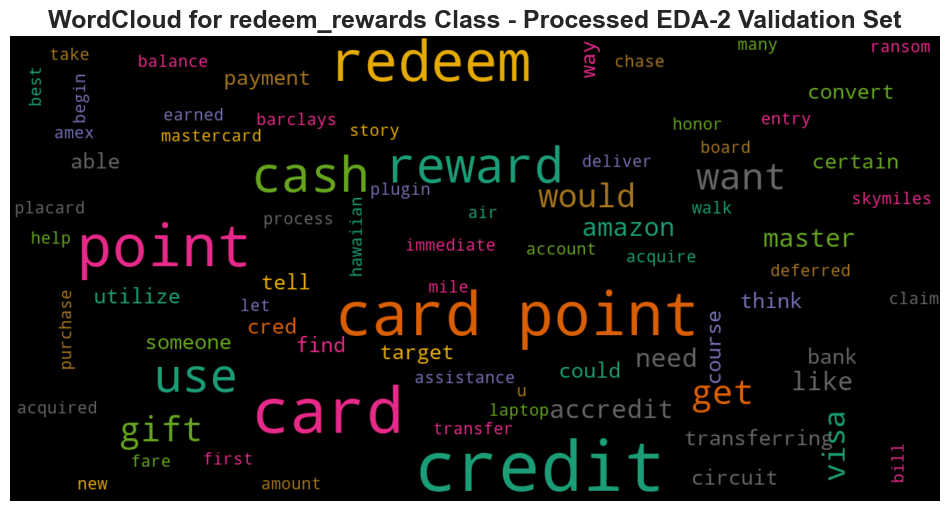 WordCloud for redeem_rewards Class - Processed EDA-2 Validation Set
take
balance
redeem
way
chase
many
ransom
best
begin
payment
convert
earned
amex
mastercard
barclays
story
honor
entry
board
able
cash
reward
deliver
want
certain
plugin
would
skymiles
placard
process
hawaiian
air
amazon
walk
help
point
immediate
account
acquire
master
deferred
tell
mile
utilize
let
card point
think
claim
purchase
cred
someone
find
target
could
need
course
bank
use
assistance
u
like
acquired
card
laptop
accredit
get
gift
transfer
transferring
visa
fare
first
credit
circuit
bill
new
amount